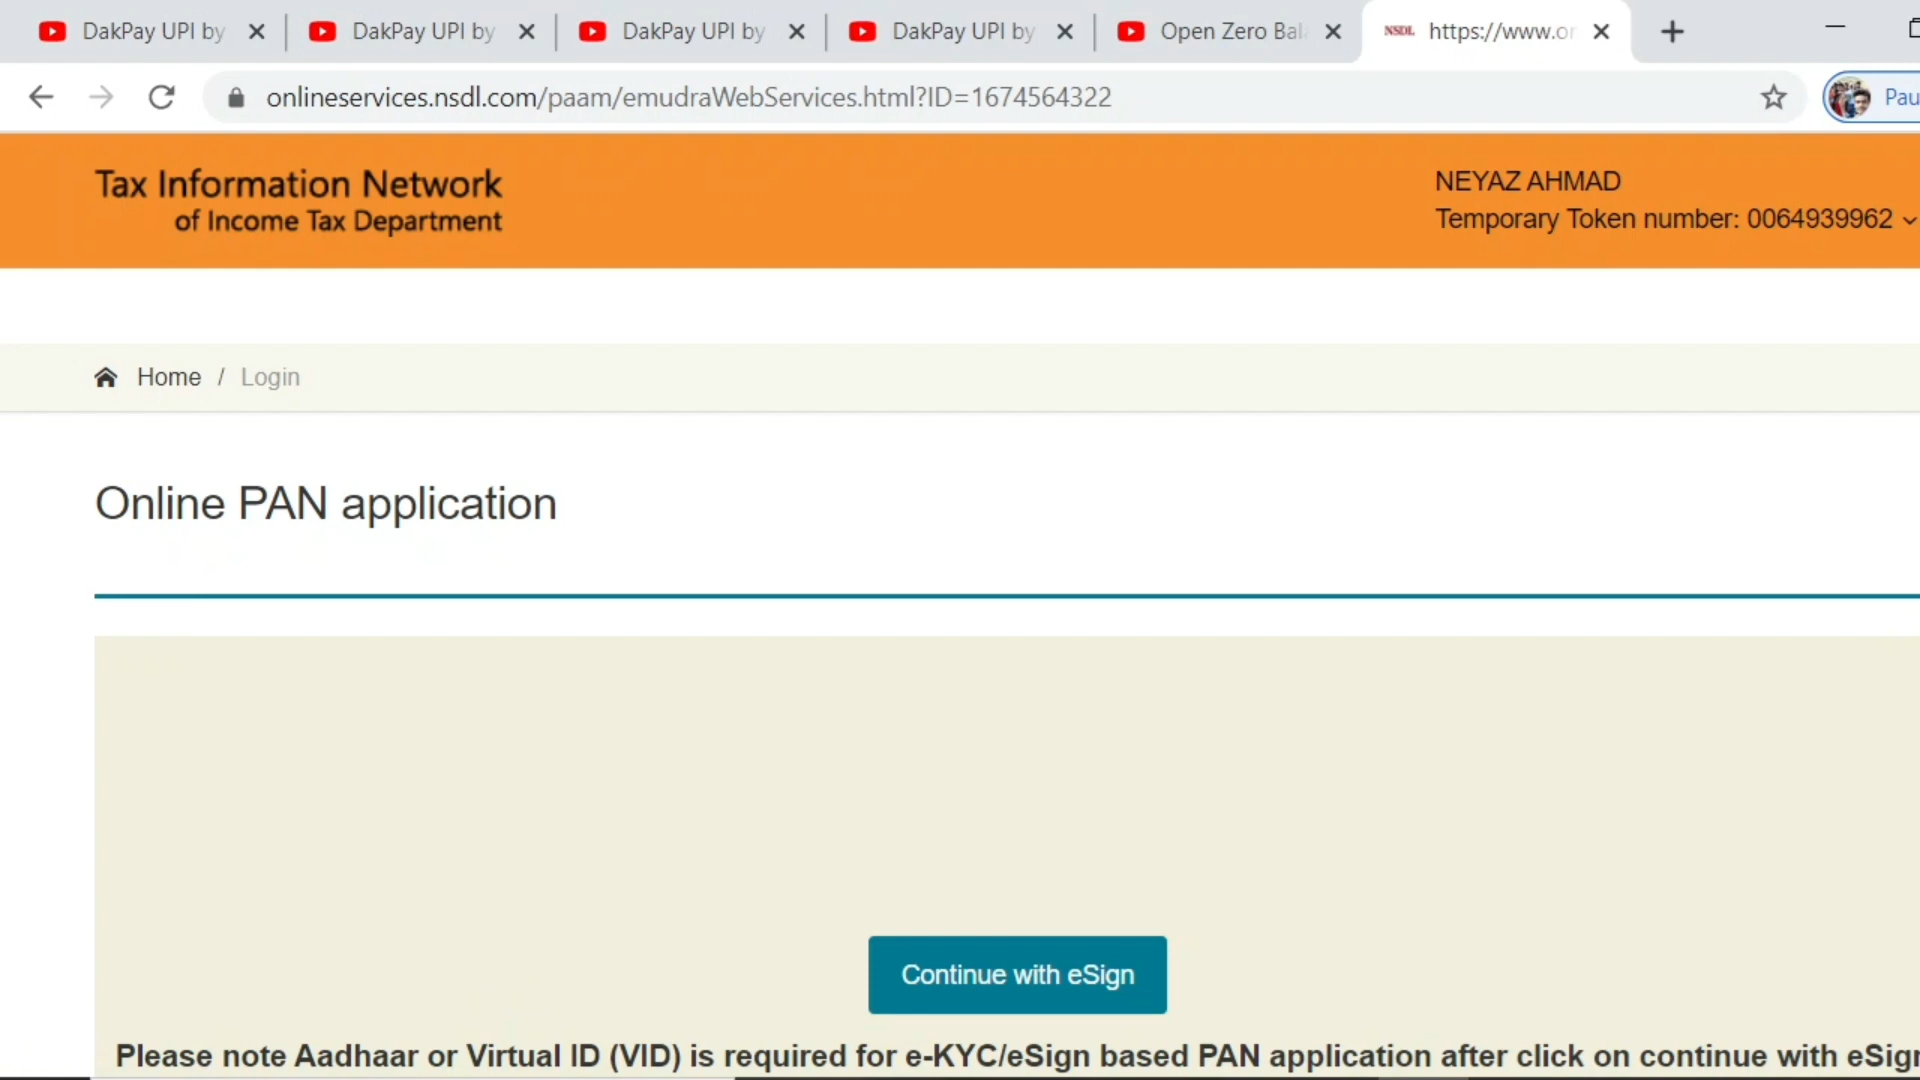 DakPay UPI by
DakPay UPI by
DakPay UPI by
DakPay UPI by
Open Zero Bal
NSDL https://www.or
onlineservices.nsdl.com/paam/emudraWebServices.html?ID=1674564322
Pau
Tax Information Network
of Income Tax Department
NEYAZ AHMAD
Temporary Token number: 0064939962
Home / Login
Online PAN application
Continue with eSign
Please note Aadhaar or Virtual ID (VID) is required for e-KYC/eSign based PAN application after click on continue with eSign